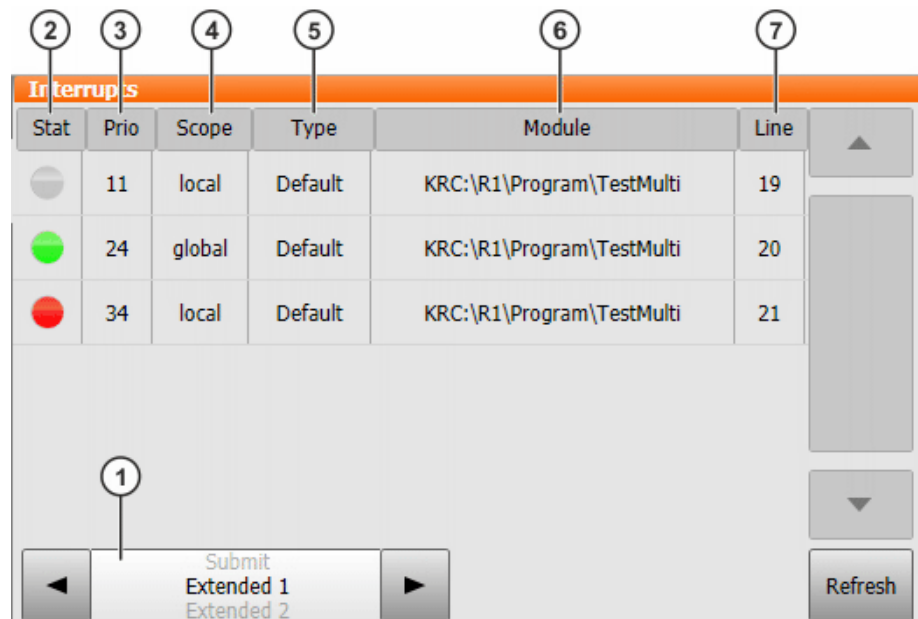 2 3 4 5 6 7
Interrupts
Stat Prio Scope Type Module Line
11 local Default KRC:\R1\Program\TestMulti 19
24 global Default KRC:\R1\Program\TestMulti 20
34 local Default KRC:\R1\Program\TestMulti 21
1
Submit
Extended 1
Extended 2
Refresh